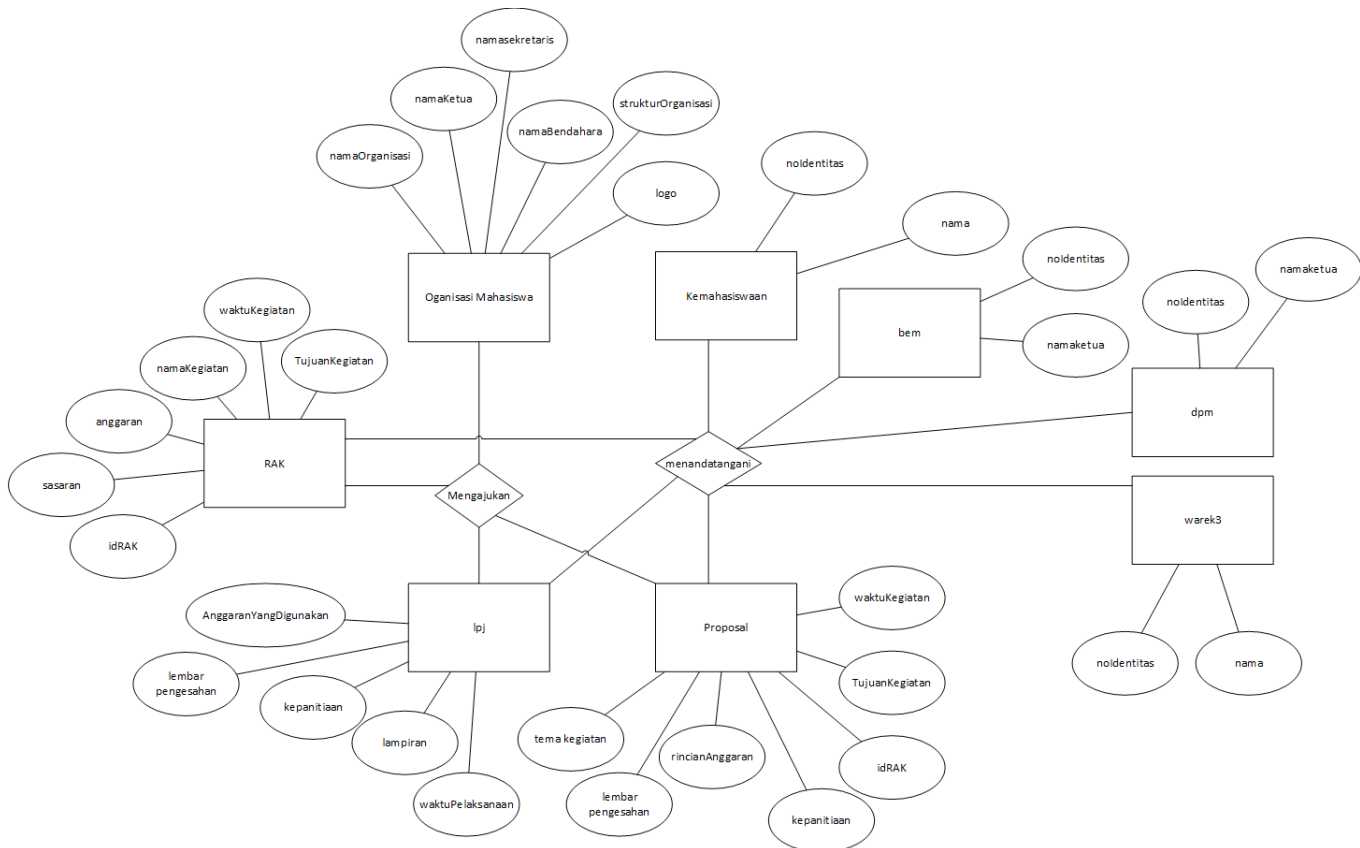 namasekretaris
namaKetua
strukturOrganisasi
namaBendahara
namaOrganisasi
noIdentitas
logo
nama
noIdentitas
namaketua
Oganisasi Mahasiswa
Kemahasiswaan
noIdentitas
waktuKegiatan
bem
namaketua
TujuanKegiatan
namaKegiatan
anggaran
dpm
RAK
menandatangani
sasaran
Mengajukan
warek3
idRAK
waktuKegiatan
AnggaranYangDigunakan
lpj
Proposal
noIdentitas
nama
lembar
pengesahan
TujuanKegiatan
kepanitiaan
lampiran
tema kegiatan
rincianAnggaran
idRAK
waktuPelaksanaan
lembar
pengesahan
kepanitiaan